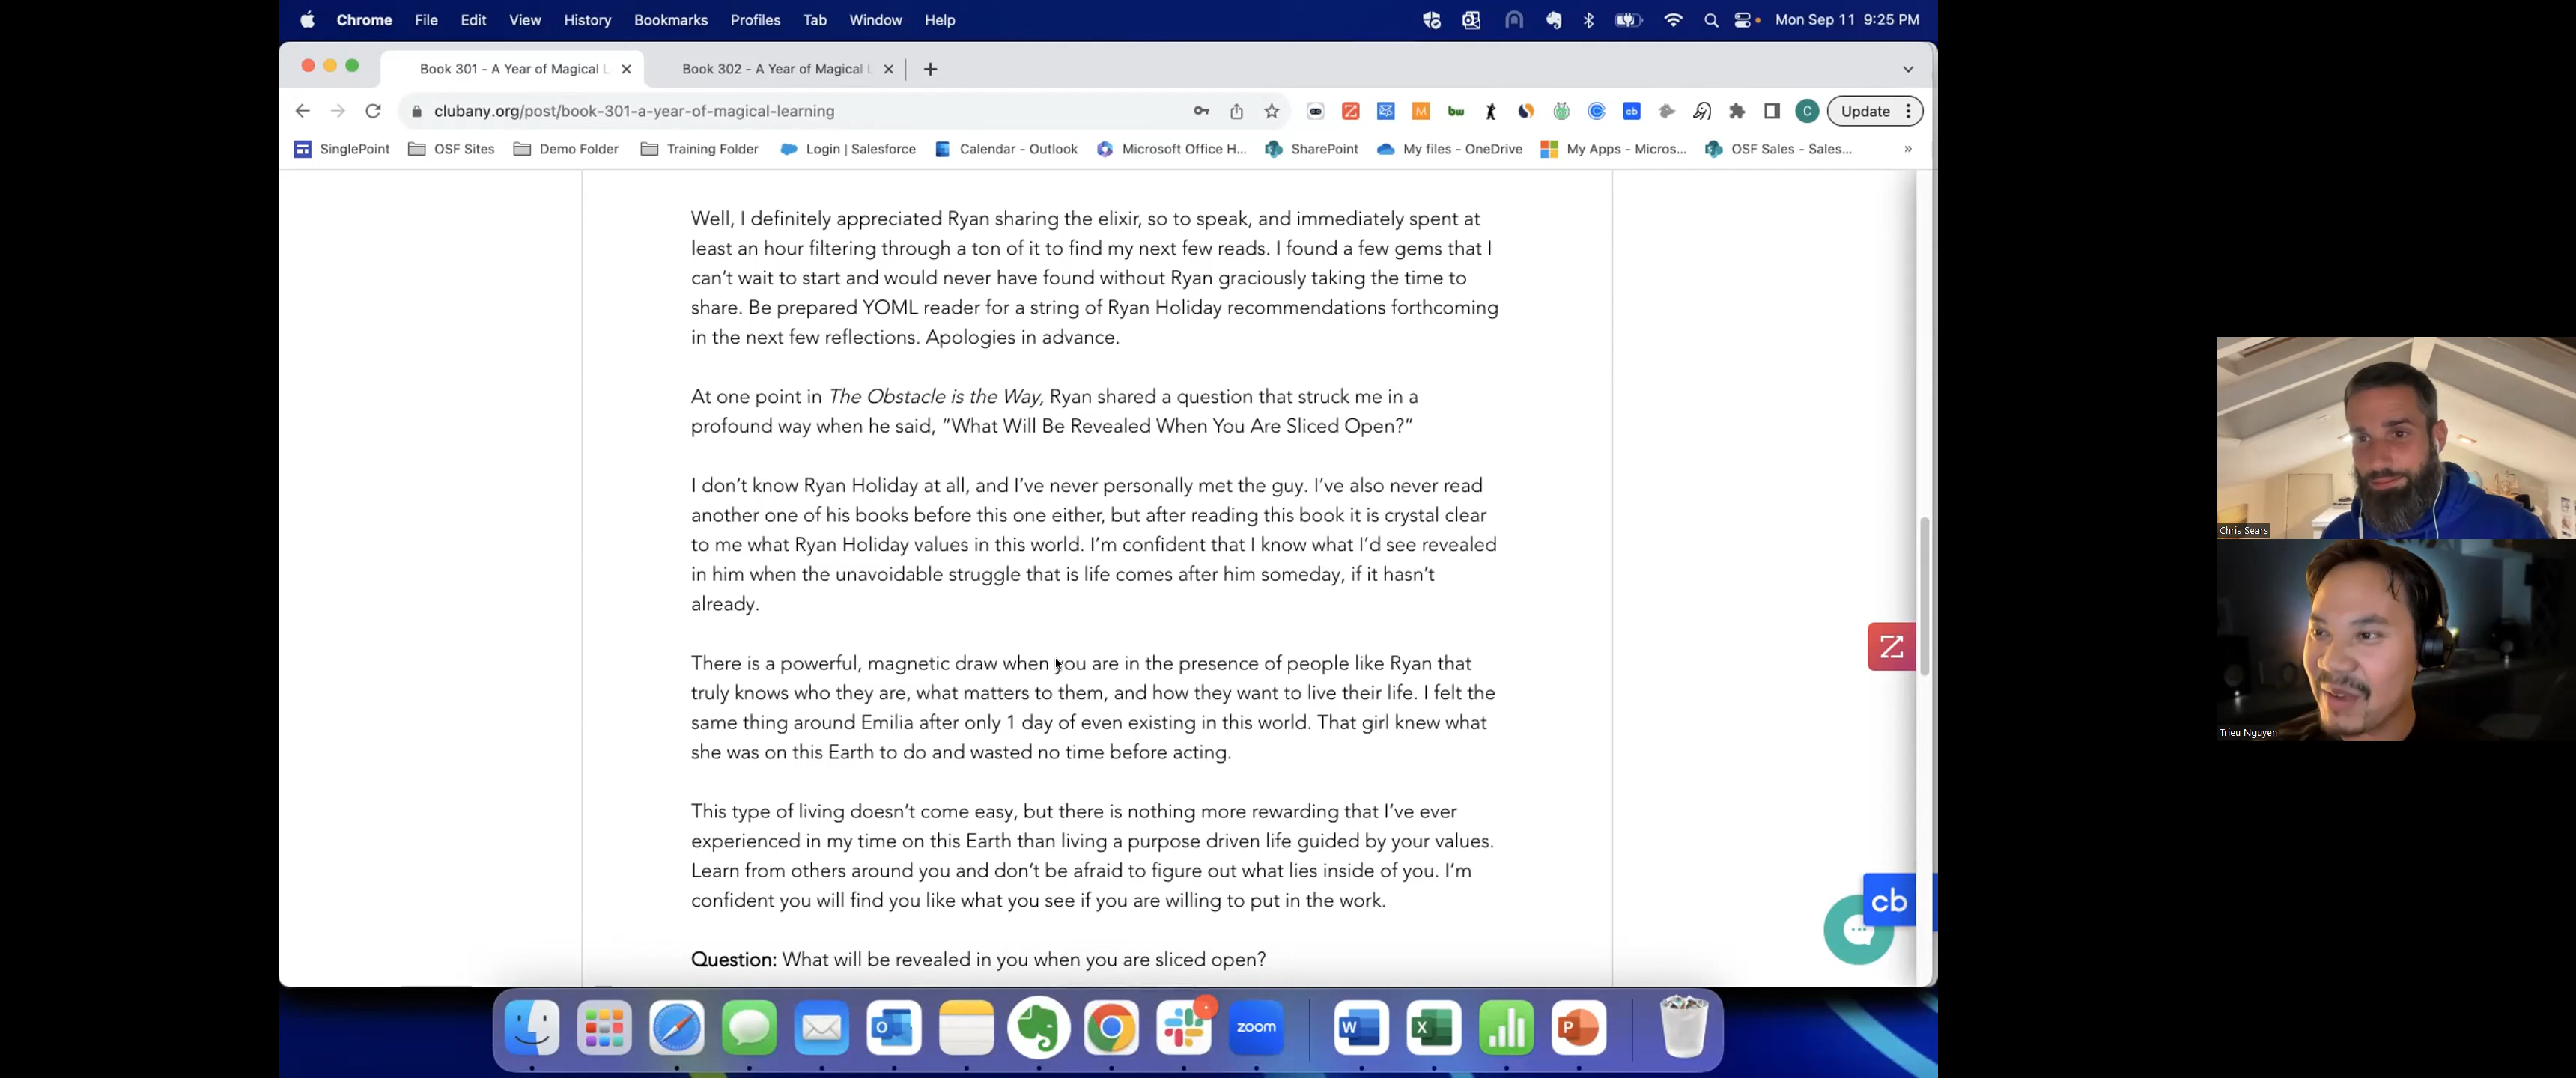 Chrome File Edit View History Bookmarks Profiles Tab Window Help Mon Sep 11 9:25 PM
Book 301 - A Year of Magical L Book 302 - A Year of Magical L
clubany.org/post/book-301-a-year-of-magical-learning M bw cb C Update
SinglePoint OSF Sites Demo Folder Training Folder Login | Salesforce Calendar - Outlook Microsoft Office H... SharePoint My files - OneDrive My Apps - Micros... OSF Sales - Sales... »
Well, I definitely appreciated Ryan sharing the elixir, so to speak, and immediately spent at
least an hour filtering through a ton of it to find my next few reads. I found a few gems that I
can't wait to start and would never have found without Ryan graciously taking the time to
share. Be prepared YOML reader for a string of Ryan Holiday recommendations forthcoming
in the next few reflections. Apologies in advance.
At one point in The Obstacle is the Way, Ryan shared a question that struck me in a
profound way when he said, “What Will Be Revealed When You Are Sliced Open?”
I don't know Ryan Holiday at all, and I've never personally met the guy. I've also never read
another one of his books before this one either, but after reading this book it is crystal clear
to me what Ryan Holiday values in this world. I'm confident that I know what I'd see revealed
in him when the unavoidable struggle that is life comes after him someday, if it hasn't
already.
There is a powerful, magnetic draw when you are in the presence of people like Ryan that
truly knows who they are, what matters to them, and how they want to live their life. I felt the
same thing around Emilia after only 1 day of even existing in this world. That girl knew what
she was on this Earth to do and wasted no time before acting.
This type of living doesn't come easy, but there is nothing more rewarding that I've ever
experienced in my time on this Earth than living a purpose driven life guided by your values.
Learn from others around you and don't be afraid to figure out what lies inside of you. I'm
confident you will find you like what you see if you are willing to put in the work.
Question: What will be revealed in you when you are sliced open?
cb
zoom W X P
Chris Sears
Trieu Nguyen